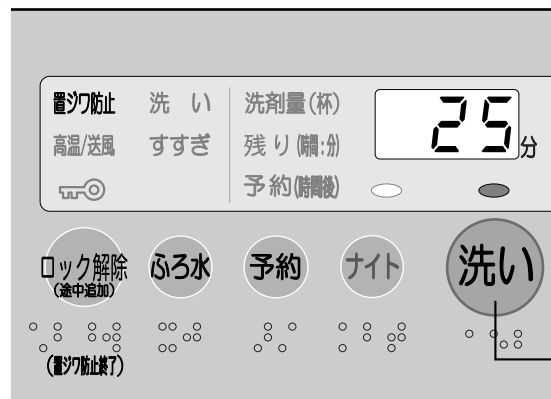 置ジワ防止 洗い 洗剤量(杯) 25分
高温/送風 すすぎ 残り(時間:分)
予約(時間後)
ロック解除 ふろ水 予約 ナイト 洗い
(途中追加)
(置ジワ防止終了)